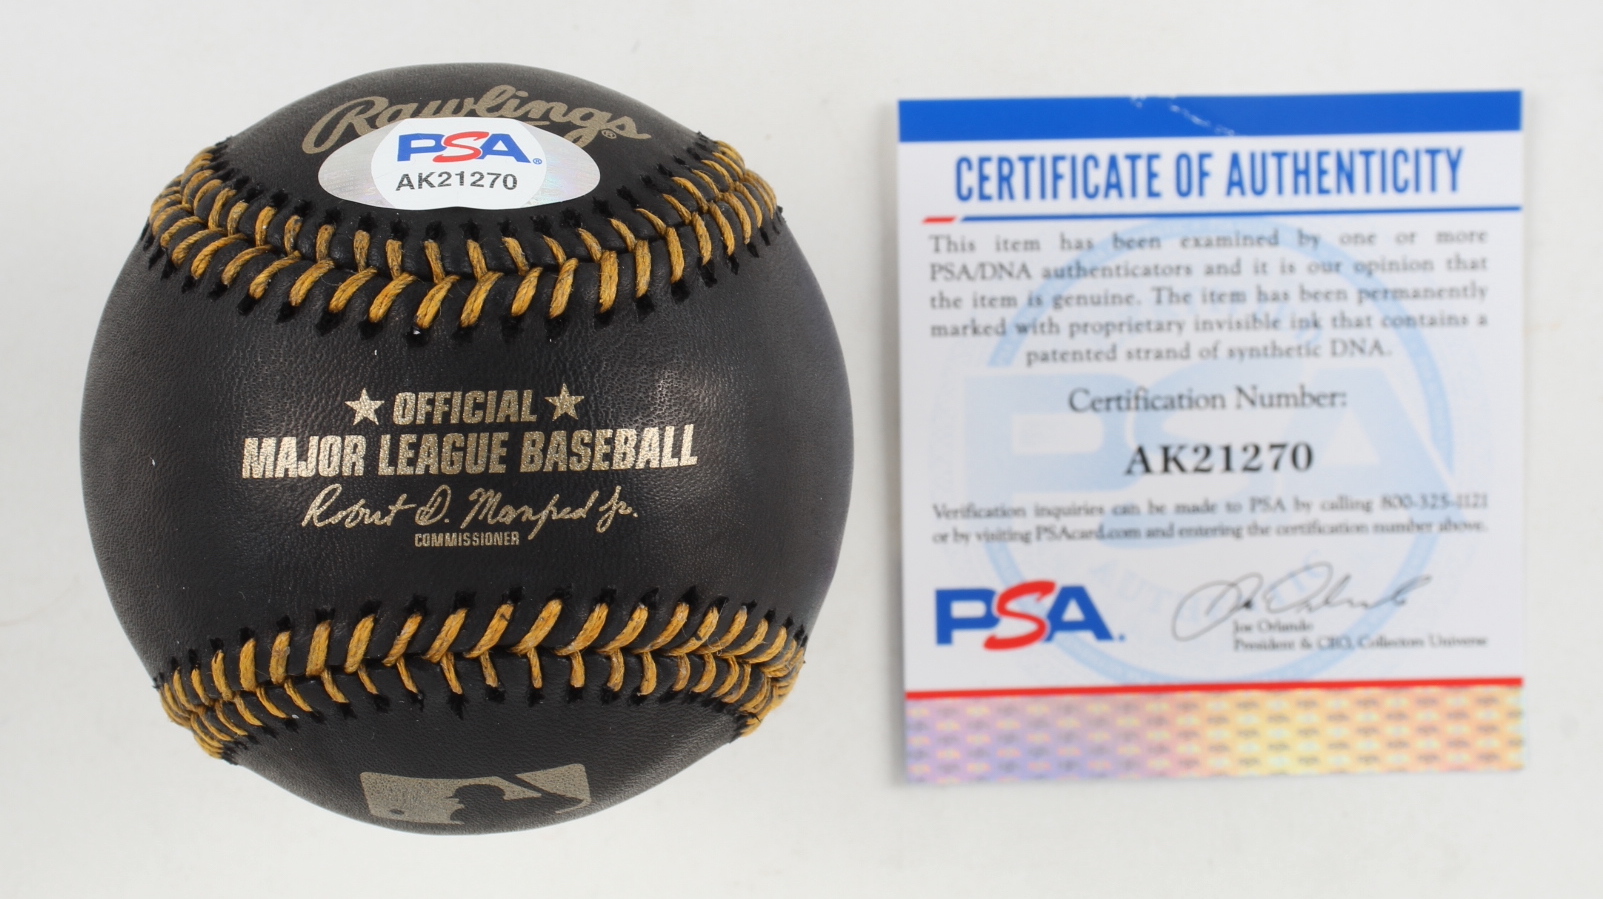 Rawlings®
PSA®
AK21270
★ OFFICIAL ★
MAJOR LEAGUE BASEBALL
Robert D. Manfred Jr.
COMMISSIONER
CERTIFICATE OF AUTHENTICITY
This item has been examined by one or more
PSA/DNA authenticators and it is our opinion that
the item is genuine. The item has been permanently
marked with proprietary invisible ink that contains a
patented strand of synthetic DNA.
Certification Number:
AK21270
Verification inquiries can be made to PSA by calling 800-325-1121
or by visiting PSAcard.com and entering the certification number above.
PSA.
Joe Orlando
Joe Orlando
President & CEO, Collectors Universe